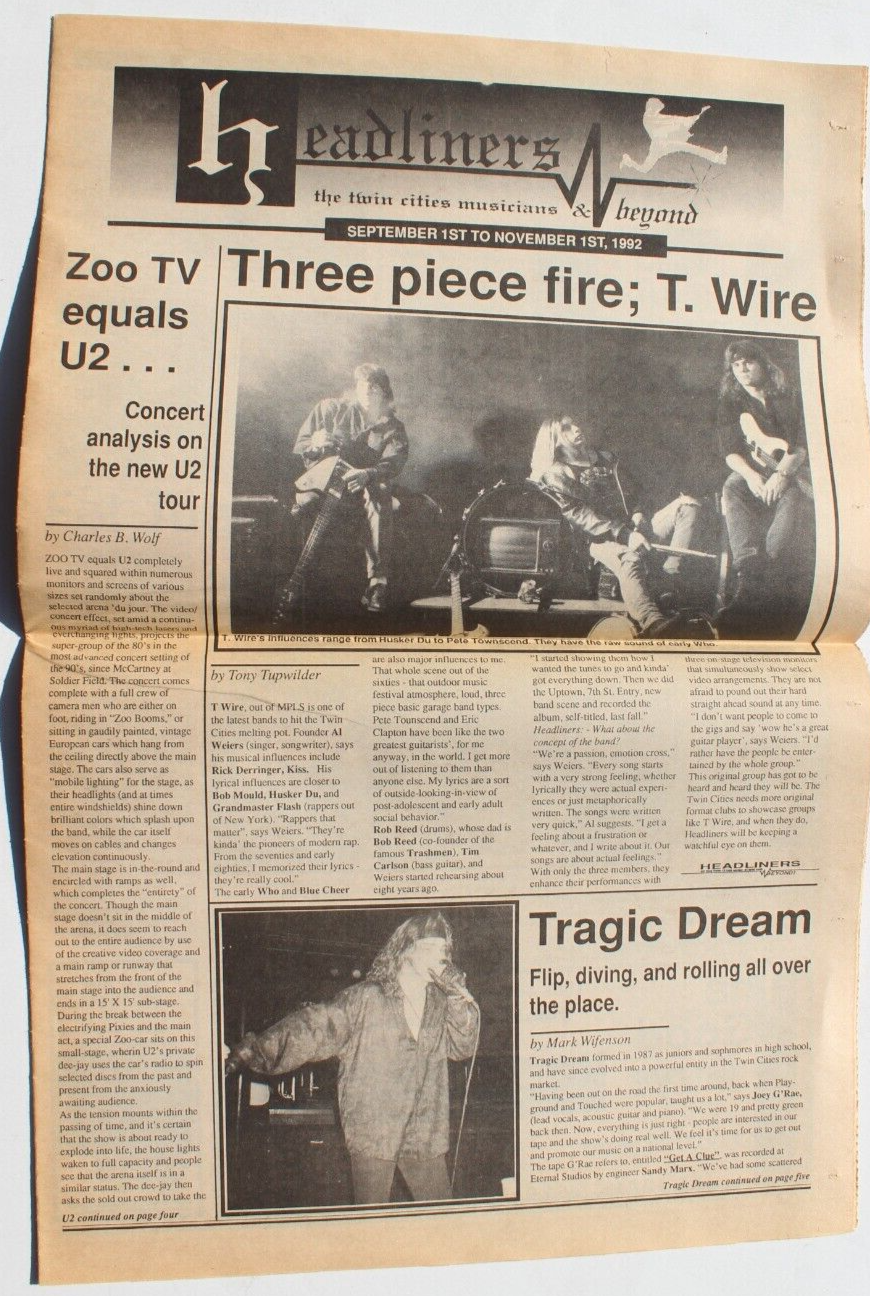 headliners
the twin cities musicians & beyond
SEPTEMBER 1ST TO NOVEMBER 1ST, 1992
Zoo TV
equals
U2 . . .
Concert
analysis on
the new U2
tour
by Charles B. Wolf
ZOO TV equals U2 completely
live and squared within numerous
monitors and screens of various
sizes set randomly about the
selected arena 'du jour. The video/
concert effect, set amid a continu-
ous myriad of high-tech lasers and
everchanging lights, projects the
super-group of the 80's in the
most advanced concert setting of
the 90's, since McCartney at
Soldier Field. The concert comes
complete with a full crew of
camera men who are either on
foot, riding in "Zoo Booms," or
sitting in gaudily painted, vintage
European cars which hang from
the ceiling directly above the main
stage. The cars also serve as
"mobile lighting" for the stage, as
their headlights (and at times
entire windshields) shine down
brilliant colors which splash upon
the band, while the car itself
moves on cables and changes
elevation continuously.
The main stage is in-the-round and
encircled with ramps as well,
which completes the "entirety" of
the concert. Though the main
stage doesn't sit in the middle of
the arena, it does seem to reach
out to the entire audience by use
of the creative video coverage and
a main ramp or runway that
stretches from the front of the
main stage into the audience and
ends in a 15' X 15' sub-stage.
During the break between the
electrifying Pixies and the main
act, a special Zoo-car sits on this
small-stage, wherin U2's private
dee-jay uses the car's radio to spin
selected discs from the past and
present from the anxiously
awaiting audience.
As the tension mounts within the
passing of time, and it's certain
that the show is about ready to
explode into life, the house lights
waken to full capacity and people
see that the arena itself is in a
similar status. The dee-jay then
asks the sold out crowd to take the
U2 continued on page four
Three piece fire; T. Wire
T. Wire's influences range from Husker Du to Pete Townscend. They have the raw sound of early Who.
by Tony Tupwilder
T Wire, out of MPLS is one of
the latest bands to hit the Twin
Cities melting pot. Founder Al
Weiers (singer, songwriter), says
his musical influences include
Rick Derringer, Kiss. His
lyrical influences are closer to
Bob Mould, Husker Du, and
Grandmaster Flash (rappers out
of New York). "Rappers that
matter", says Weiers. "They're
kinda' the pioneers of modern rap.
From the seventies and early
eighties, I memorized their lyrics -
they're really cool."
The early Who and Blue Cheer
are also major influences to me.
That whole scene out of the
sixties - that outdoor music
festival atmosphere, loud, three
piece basic garage band types.
Pete Tounscend and Eric
Clapton have been like the two
greatest guitarists', for me
anyway, in the world. I get more
out of listening to them than
anyone else. My lyrics are a sort
of outside-looking-in-view of
post-adolescent and early adult
social behavior."
Rob Reed (drums), whose dad is
Bob Reed (co-founder of the
famous Trashmen), Tim
Carlson (bass guitar), and
Weiers started rehearsing about
eight years ago.
"I started showing them how I
wanted the tunes to go and kinda'
got everything down. Then we did
the Uptown, 7th St. Entry, new
band scene and recorded the
album, self-titled, last fall."
Headliners: - What about the
concept of the band?
"We're a passion, emotion cross,"
says Weiers. "Every song starts
with a very strong feeling, whether
lyrically they were actual experi-
ences or just metaphorically
written. The songs were written
very quick," Al suggests. "I get a
feeling about a frustration or
whatever, and I write about it. Our
songs are about actual feelings."
With only the three members, they
enhance their performances with
three on-stage television monitors
that simultaneously show select
video arrangements. They are not
afraid to pound out their hard
straight ahead sound at any time.
"I don't want people to come to
the gigs and say 'wow he's a great
guitar player', says Weiers. "I'd
rather have the people be enter-
tained by the whole group."
This original group has got to be
heard and heard they will be. The
Twin Cities needs more original
format clubs to showcase groups
like T Wire, and when they do,
Headliners will be keeping a
watchful eye on them.
HEADLINERS
&BEYOND!
Tragic Dream
Flip, diving, and rolling all over
the place.
by Mark Wifenson
Tragic Dream formed in 1987 as juniors and sophmores in high school,
and have since evolved into a powerful entity in the Twin Cities rock
market.
"Having been out on the road the first time around, back when Play-
ground and Touched were popular, taught us a lot," says Joey G'Rae,
(lead vocals, acoustic guitar and piano). "We were 19 and pretty green
back then. Now, everything is just right - people are interested in our
tape and the show's doing real well. We feel it's time for us to get out
and promote our music on a national level."
The tape G'Rae refers to, entitled "Get A Clue", was recorded at
Eternal Studios by engineer Sandy Marx. "We've had some scattered
Tragic Dream continued on page five